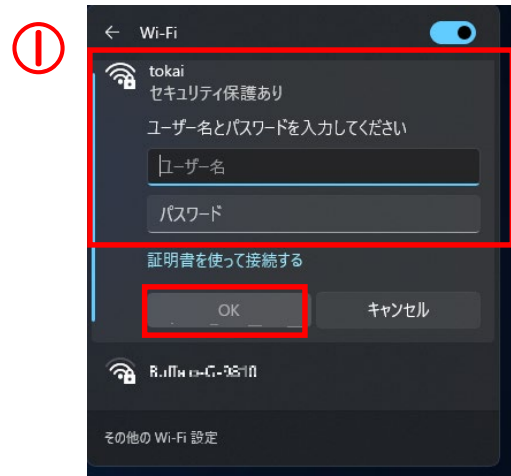 ①
Wi-Fi
tokai
セキュリティ保護あり
ユーザー名とパスワードを入力してください
ユーザー名
パスワード
証明書を使って接続する
OK
キャンセル
その他の Wi-Fi 設定